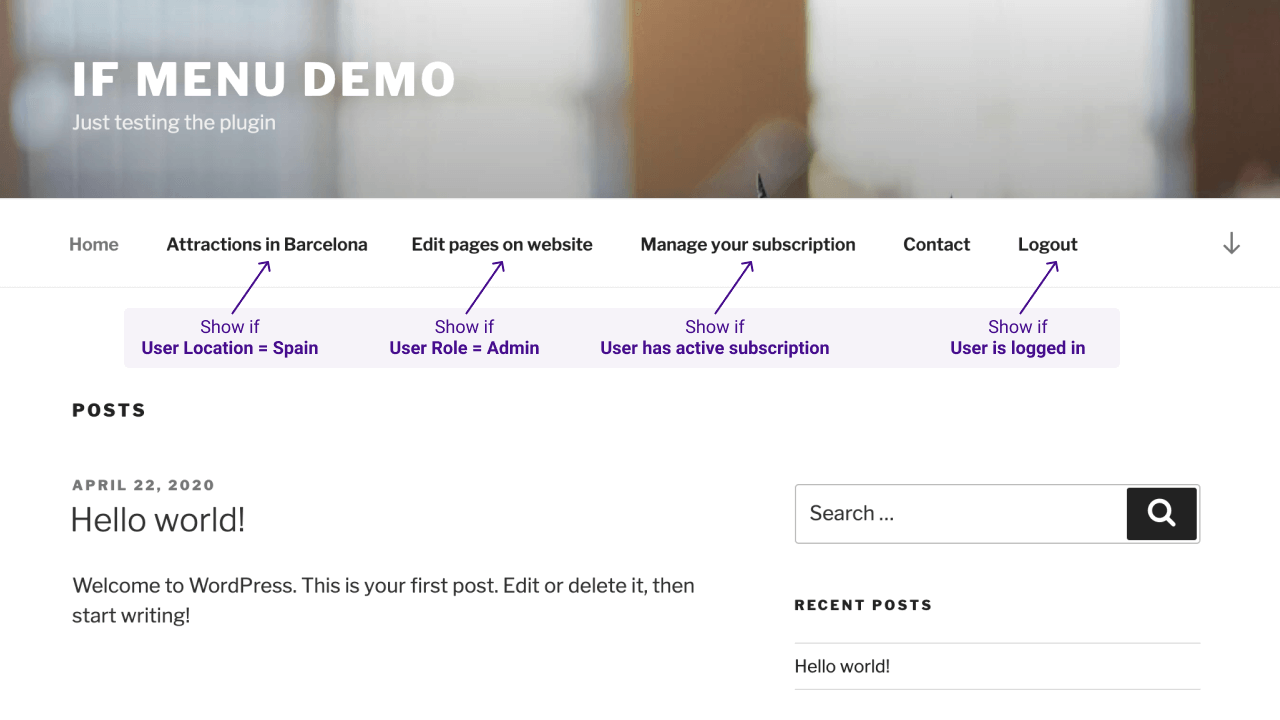 IF MENU DEMO
Just testing the plugin
Home Attractions in Barcelona Edit pages on website Manage your subscription Contact Logout
Show if Show if Show if Show if
User Location = Spain User Role = Admin User has active subscription User is logged in
POSTS
APRIL 22, 2020
Hello world!
Welcome to WordPress. This is your first post. Edit or delete it, then
start writing!
Search …
RECENT POSTS
Hello world!